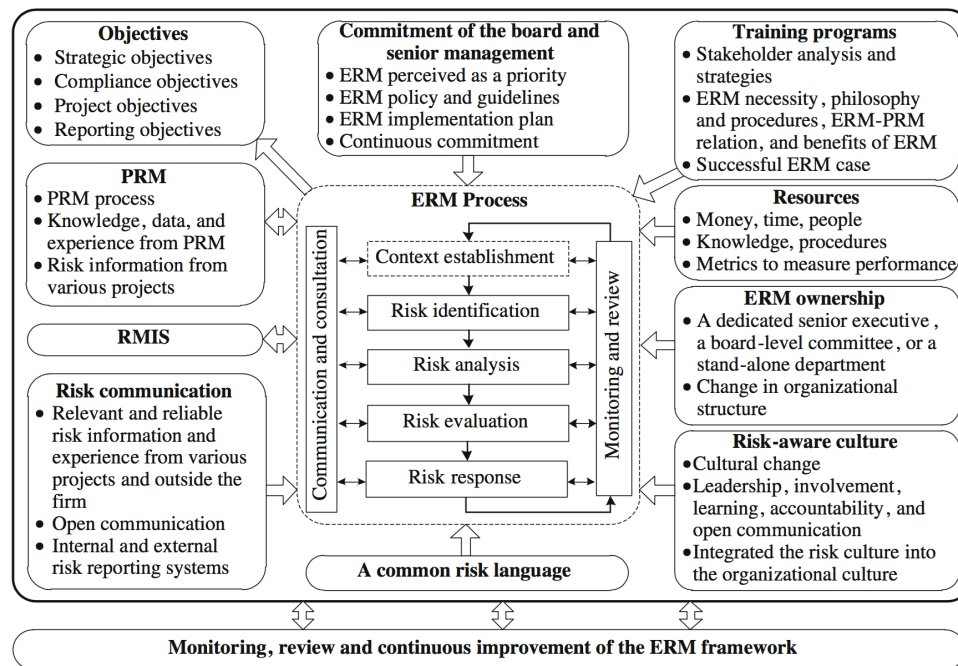 Objectives
• Strategic objectives
• Compliance objectives
• Project objectives
• Reporting objectives
Commitment of the board and
senior management
• ERM perceived as a priority
• ERM policy and guidelines
• ERM implementation plan
• Continuous commitment
Training programs
• Stakeholder analysis and
strategies
• ERM necessity, philosophy
and procedures, ERM-PRM
relation, and benefits of ERM
• Successful ERM case
PRM
• PRM process
• Knowledge, data, and
experience from PRM
• Risk information from
various projects
RMIS
Risk communication
• Relevant and reliable
risk information and
experience from various
projects and outside the
firm
• Open communication
• Internal and external
risk reporting systems
ERM Process
Communication and consultation
Context establishment
Risk identification
Risk analysis
Risk evaluation
Risk response
Monitoring and review
A common risk language
Resources
• Money, time, people
• Knowledge, procedures
• Metrics to measure performance
ERM ownership
• A dedicated senior executive,
a board-level committee, or a
stand-alone department
• Change in organizational
structure
Risk-aware culture
• Cultural change
• Leadership, involvement,
learning, accountability, and
open communication
• Integrated the risk culture into
the organizational culture
Monitoring, review and continuous improvement of the ERM framework